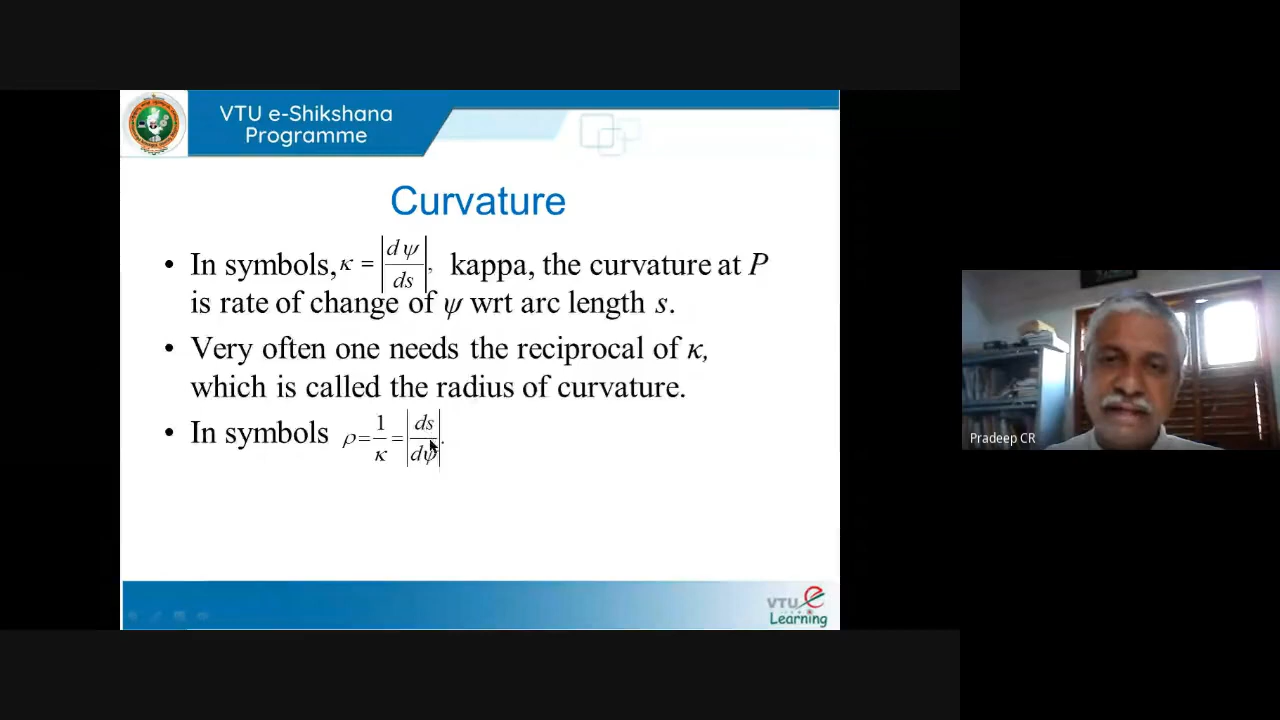 VTU e-Shikshana
Programme
Curvature
• In symbols, κ = |dψ/ds|, kappa, the curvature at P
is rate of change of ψ wrt arc length s.
• Very often one needs the reciprocal of κ,
which is called the radius of curvature.
• In symbols ρ = 1/κ = |ds/dψ|.
Pradeep CR
VTU e
Learning